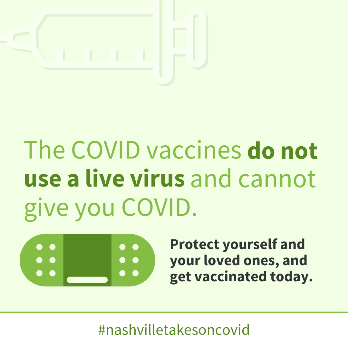 The COVID vaccines do not
use a live virus and cannot
give you COVID.
Protect yourself and
your loved ones, and
get vaccinated today.
#nashvilletakesoncovid